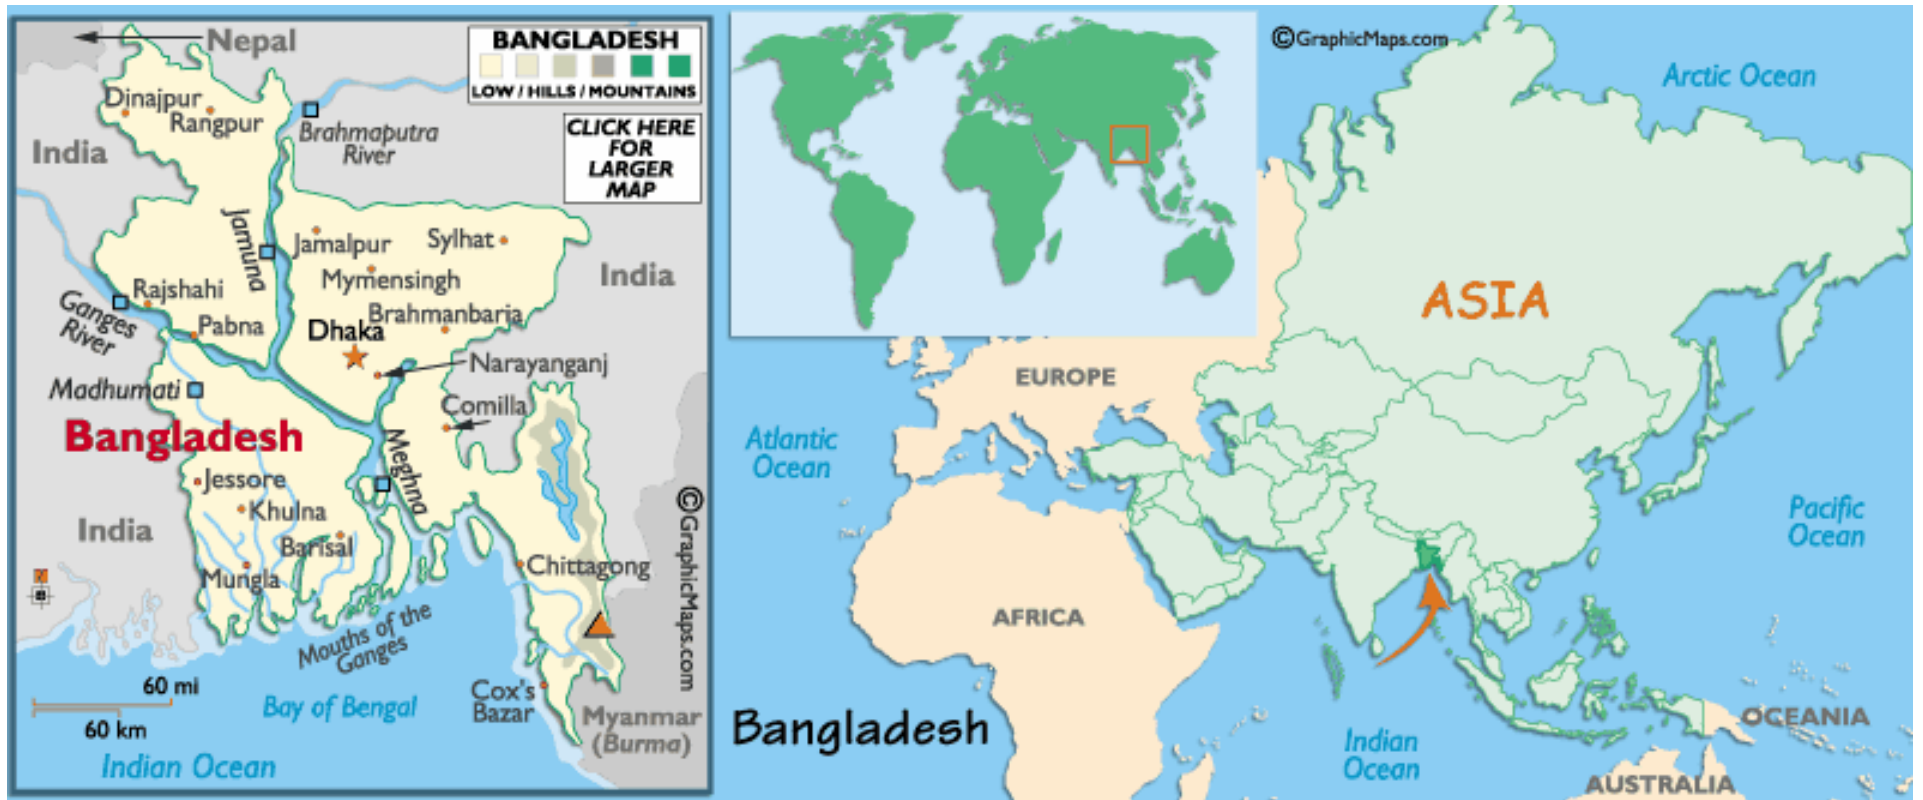 Nepal
BANGLADESH
LOW / HILLS / MOUNTAINS
CLICK HERE
FOR
LARGER
MAP
Dinajpur
Rangpur
Brahmaputra
River
India
Jamuna
Jamalpur
Sylhat
Mymensingh
India
Rajshahi
Ganges
River
Pabna
Brahmanbaria
Dhaka
Narayanganj
Madhumati
Comilla
Bangladesh
Meghna
Jessore
Khulna
India
Barisal
Mungla
Chittagong
Mouths of the
Ganges
©GraphicMaps.com
60 mi
60 km
Bay of Bengal
Cox's
Bazar
Myanmar
(Burma)
Indian Ocean
©GraphicMaps.com
Arctic Ocean
ASIA
EUROPE
Atlantic
Ocean
Pacific
Ocean
AFRICA
Bangladesh
Indian
Ocean
OCEANIA
AUSTRALIA